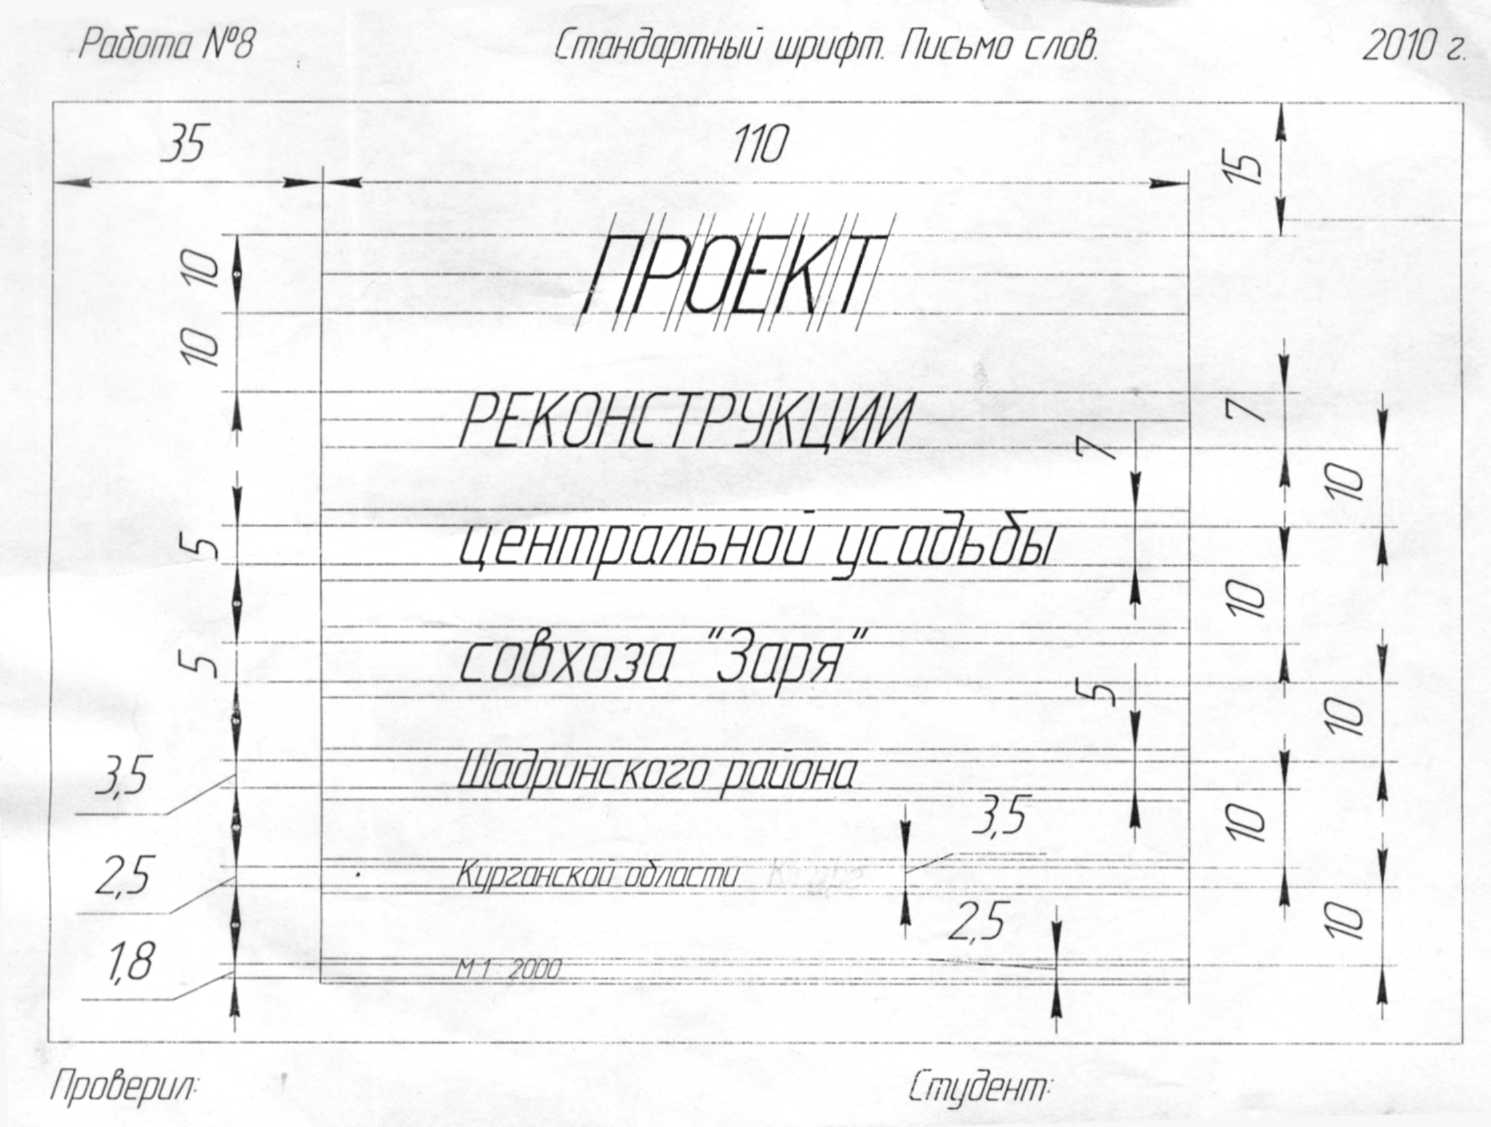 Работа №8 Стандартный шрифт. Письмо слов. 2010 г.
35 110 15
10 ПРОЕКТ
10
РЕКОНСТРУКЦИИ 7 7
10
5 центральной усадьбы
10
5 совхоза "Заря" 5
10
3,5 Шадринского района
3,5 10
2,5 Курганской области
2,5 10
1,8 М 1 : 2000
Проверил: Студент: